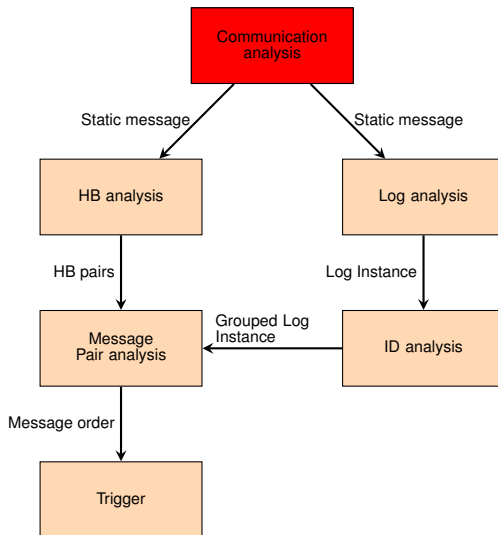 Communication
analysis
Static message
Static message
HB analysis
Log analysis
HB pairs
Log Instance
Message
Pair analysis
Grouped Log
Instance
ID analysis
Message order
Trigger